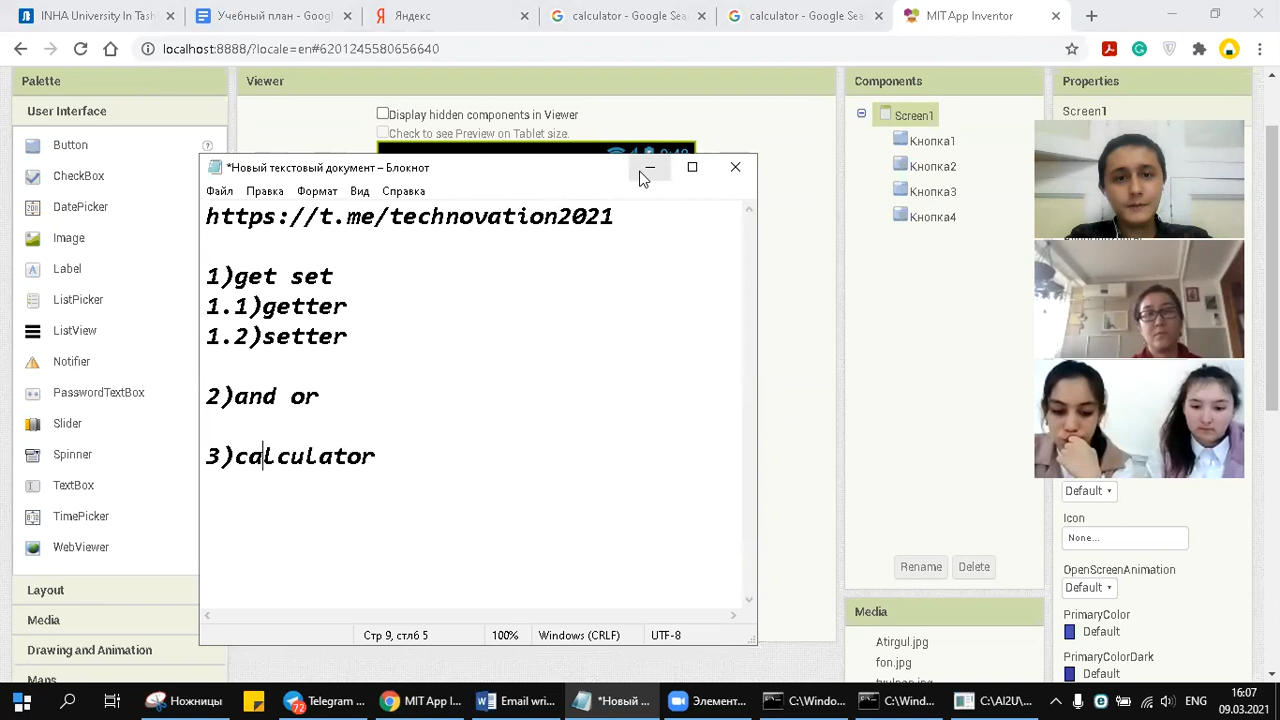 INHA University In Tash
Учебный план - Googl
Яндекс
calculator - Google Sea
calculator - Google Sea
MIT App Inventor
localhost:8888/?locale=en#6201245580656640
Palette
Viewer
Components
Properties
User Interface
Display hidden components in Viewer
Check to see Preview on Tablet size.
Screen1
Screen1
Button
CheckBox
DatePicker
Image
Label
ListPicker
ListView
Notifier
PasswordTextBox
Slider
Spinner
TextBox
TimePicker
WebViewer
Layout
Media
Drawing and Animation
Maps
*Новый текстовый документ – Блокнот
Файл Правка Формат Вид Справка
https://t.me/technovation2021
1)get set
1.1)getter
1.2)setter
2)and or
3)calculator
Стр 9, стлб 5
100%
Windows (CRLF)
UTF-8
Кнопка1
Кнопка2
Кнопка3
Кнопка4
Rename
Delete
Media
Atirgul.jpg
fon.jpg
Default
Icon
None...
OpenScreenAnimation
Default
PrimaryColor
Default
PrimaryColorDark
Default
Ножницы
72
Telegram ...
MIT App I...
Email wri...
*Новый ...
Элемент...
C:\Windo...
C:\Wind...
C:\AI2U\...
ENG
16:07
09.03.2021